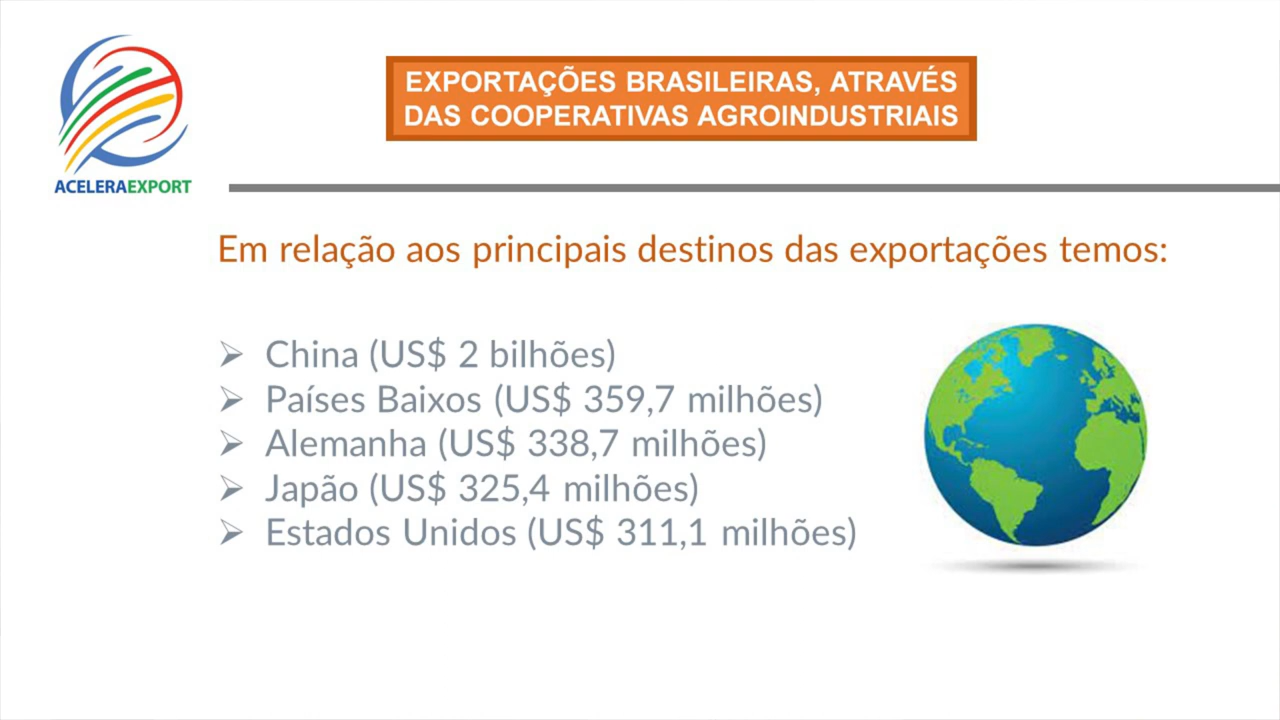 EXPORTAÇÕES BRASILEIRAS, ATRAVÉS
DAS COOPERATIVAS AGROINDUSTRIAIS
ACELERAEXPORT
Em relação aos principais destinos das exportações temos:
➢ China (US$ 2 bilhões)
➢ Países Baixos (US$ 359,7 milhões)
➢ Alemanha (US$ 338,7 milhões)
➢ Japão (US$ 325,4 milhões)
➢ Estados Unidos (US$ 311,1 milhões)